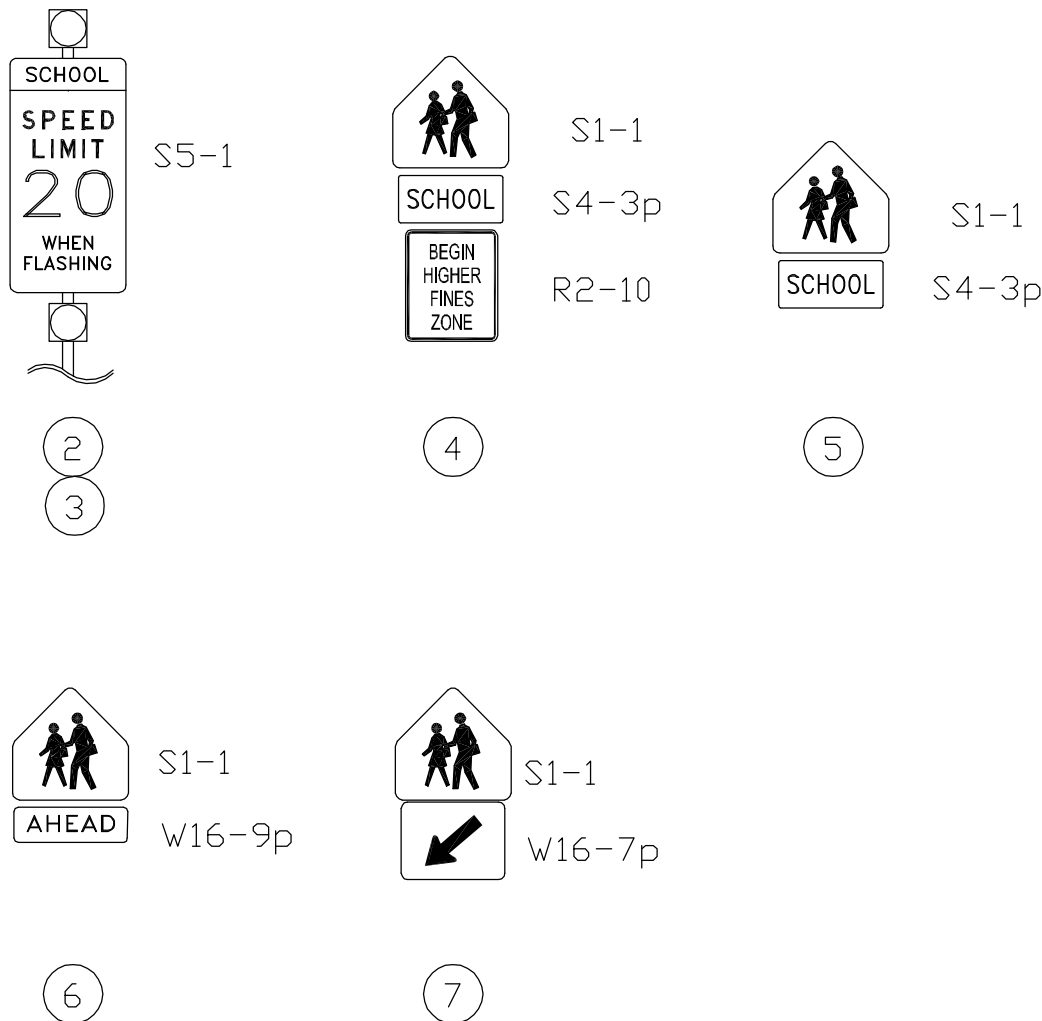 SCHOOL
SPEED
LIMIT
20
WHEN
FLASHING
S5-1
2
3
S1-1
SCHOOL
S4-3p
BEGIN
HIGHER
FINES
ZONE
R2-10
4
S1-1
SCHOOL
S4-3p
5
S1-1
AHEAD
W16-9p
6
S1-1
W16-7p
7